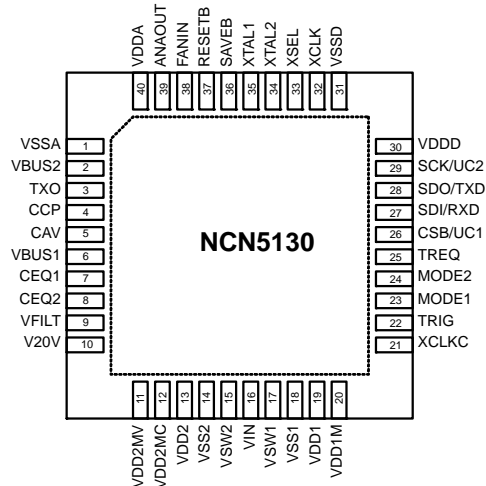 VDDA
ANAOUT
FANIN
RESETB
SAVEB
XTAL1
XTAL2
XSEL
XCLK
VSSD
40
39
38
37
36
35
34
33
32
31
VSSA 1
VBUS2 2
TXO 3
CCP 4
CAV 5
VBUS1 6
CEQ1 7
CEQ2 8
VFILT 9
V20V 10
NCN5130
30 VDDD
29 SCK/UC2
28 SDO/TXD
27 SDI/RXD
26 CSB/UC1
25 TREQ
24 MODE2
23 MODE1
22 TRIG
21 XCLKC
11
12
13
14
15
16
17
18
19
20
VDD2MV
VDD2MC
VDD2
VSS2
VSW2
VIN
VSW1
VSS1
VDD1
VDD1M